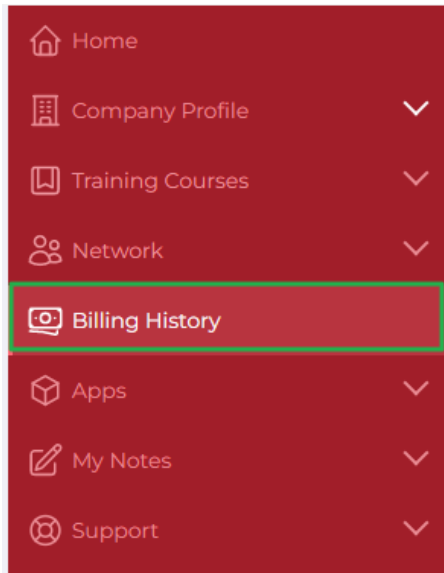 Home
Company Profile
Training Courses
Network
Billing History
Apps
My Notes
Support